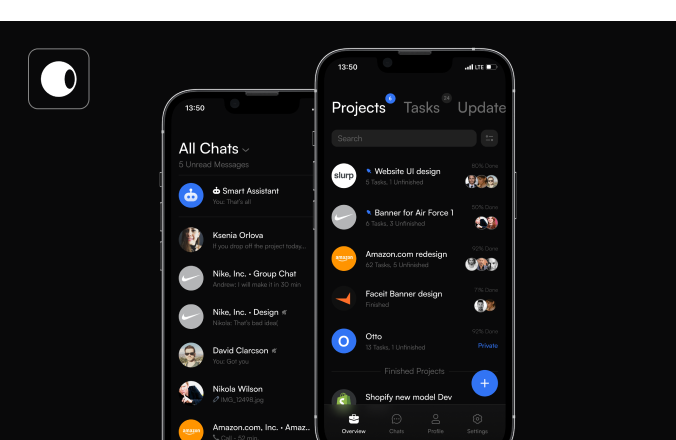 13:50
All Chats
5 Unread Messages
Smart Assistant
You: That's all
Ksenia Orlova
If you drop off the project today...
Nike, Inc. • Group Chat
Andrew: I will make it in 30 min
Nike, Inc. • Design
Nikola: That's bad idea(
David Clarcson
You: Got you
Nikola Wilson
IMG_12498.jpg
amazon
Amazon.com, Inc. • Amaz..
Call • 52 min
13:50
LTE
Projects 6 Tasks 24 Update
Search
slurp
Website UI design
80% Done
5 Tasks, 1 Unfinished
Banner for Air Force 1
50% Done
6 Tasks, 3 Unfinished
amazon
Amazon.com redesign
92% Done
62 Tasks, 5 Unfinished
Faceit Banner design
Finished
O
Otto
92% Done
13 Tasks, 1 Unfinished
Private
Finished Projects
+
Shopify new model Dev
Overview Chats Profile Settings